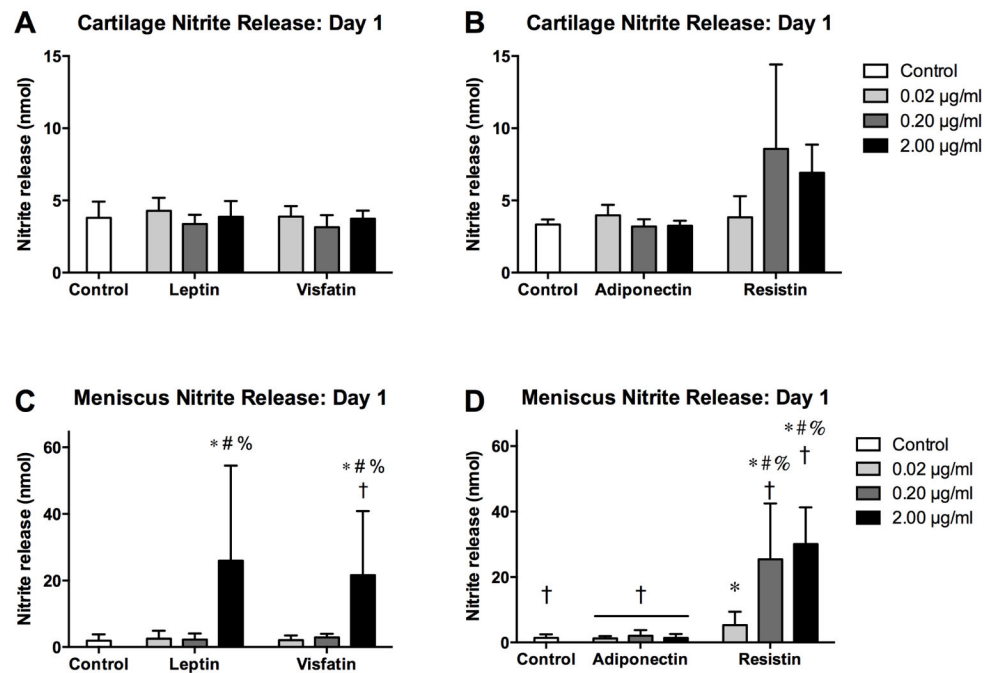 A
Cartilage Nitrite Release: Day 1
Nitrite release (nmol)
15
10
5
0
Control
Leptin
Visfatin
B
Cartilage Nitrite Release: Day 1
Nitrite release (nmol)
15
10
5
0
Control
Adiponectin
Resistin
Control
0.02 µg/ml
0.20 µg/ml
2.00 µg/ml
C
Meniscus Nitrite Release: Day 1
Nitrite release (nmol)
60
40
20
0
*#%
*#%
†
Control
Leptin
Visfatin
D
Meniscus Nitrite Release: Day 1
Nitrite release (nmol)
60
40
20
0
†
†
*
*#%
†
*#%
†
Control
Adiponectin
Resistin
Control
0.02 µg/ml
0.20 µg/ml
2.00 µg/ml